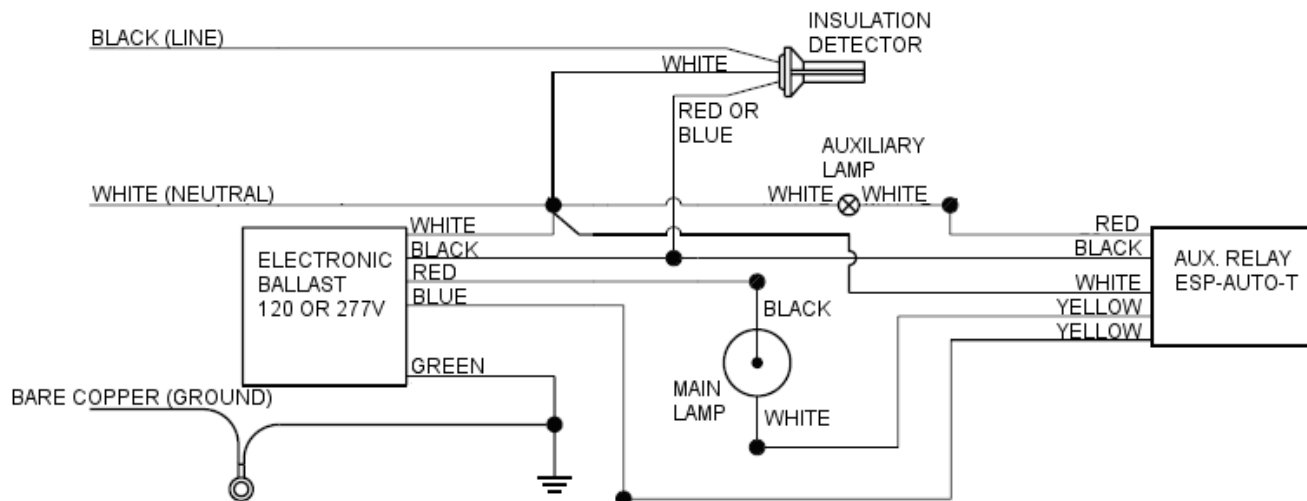 INSULATION
DETECTOR
BLACK (LINE)
WHITE
RED OR
BLUE
AUXILIARY
LAMP
WHITE (NEUTRAL)
WHITE
WHITE
WHITE
BLACK
RED
BLUE
GREEN
ELECTRONIC
BALLAST
120 OR 277V
RED
BLACK
WHITE
YELLOW
YELLOW
AUX. RELAY
ESP-AUTO-T
BLACK
MAIN
LAMP
WHITE
BARE COPPER (GROUND)